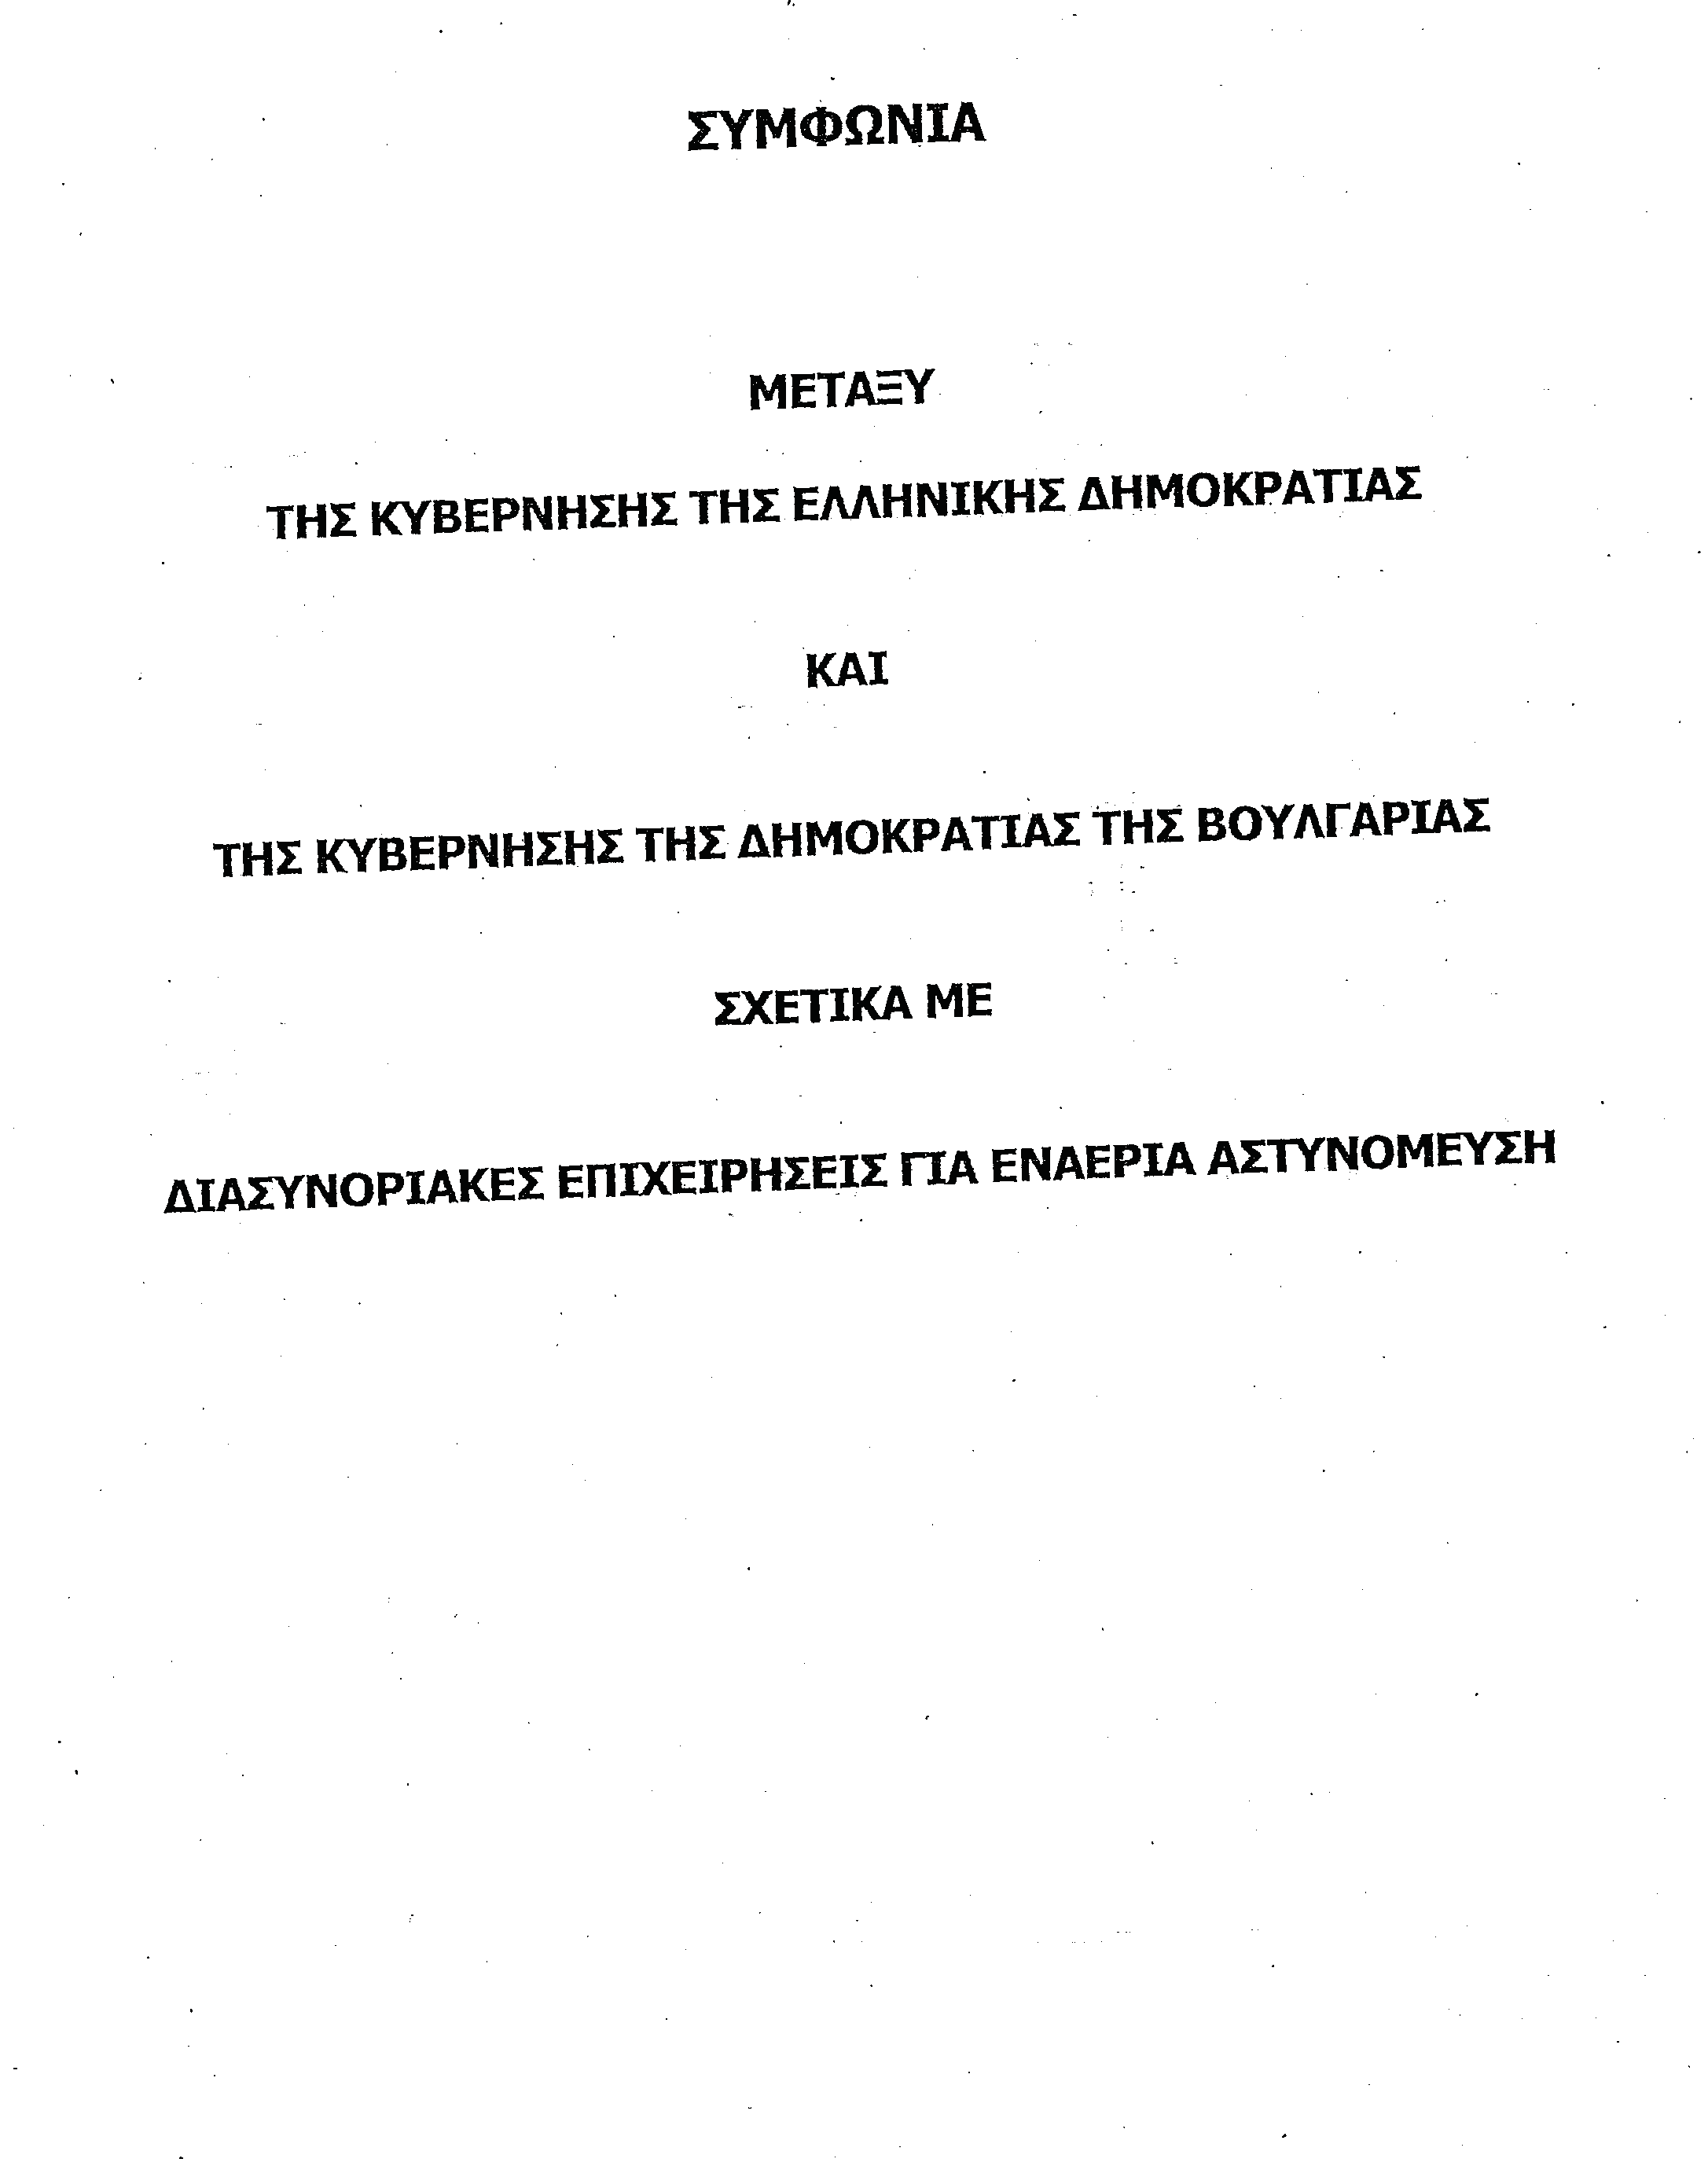 ΣΥΜΦΩΝΙΑ
ΜΕΤΑΞΥ
ΤΗΣ ΚΥΒΕΡΝΗΣΗΣ ΤΗΣ ΕΛΛΗΝΙΚΗΣ ΔΗΜΟΚΡΑΤΙΑΣ
ΚΑΙ
ΤΗΣ ΚΥΒΕΡΝΗΣΗΣ ΤΗΣ ΔΗΜΟΚΡΑΤΙΑΣ ΤΗΣ ΒΟΥΛΓΑΡΙΑΣ
ΣΧΕΤΙΚΑ ΜΕ
ΔΙΑΣΥΝΟΡΙΑΚΕΣ ΕΠΙΧΕΙΡΗΣΕΙΣ ΓΙΑ ΕΝΑΕΡΙΑ ΑΣΤΥΝΟΜΕΥΣΗ